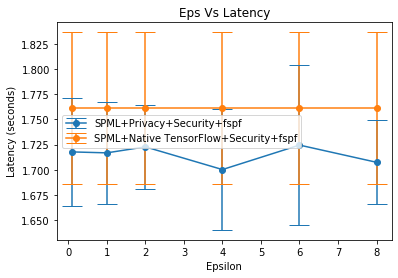 Eps Vs Latency
Latency (seconds)
1.825
1.800
1.775
1.750
1.725
1.700
1.675
1.650
SPML+Privacy+Security+fspf
SPML+Native TensorFlow+Security+fspf
0 1 2 3 4 5 6 7 8
Epsilon